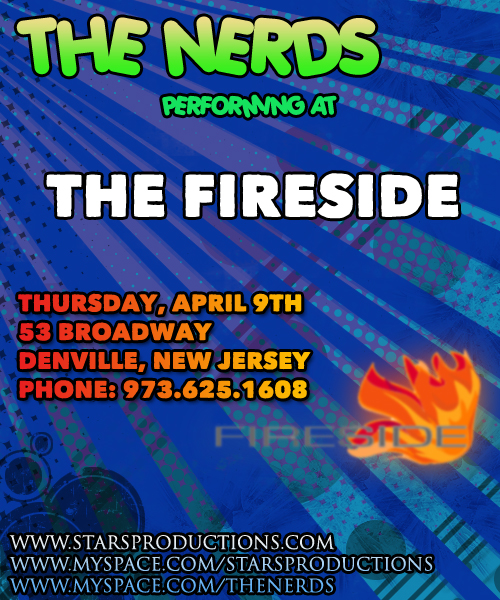 THE NERDS
PERFORMING AT
THE FIRESIDE
THURSDAY, APRIL 9TH
53 BROADWAY
DENVILLE, NEW JERSEY
PHONE: 973.625.1608
FIRESIDE
WWW.STARSPRODUCTIONS.COM
WWW.MYSPACE.COM/STARSPRODUCTIONS
WWW.MYSPACE.COM/THENERDS